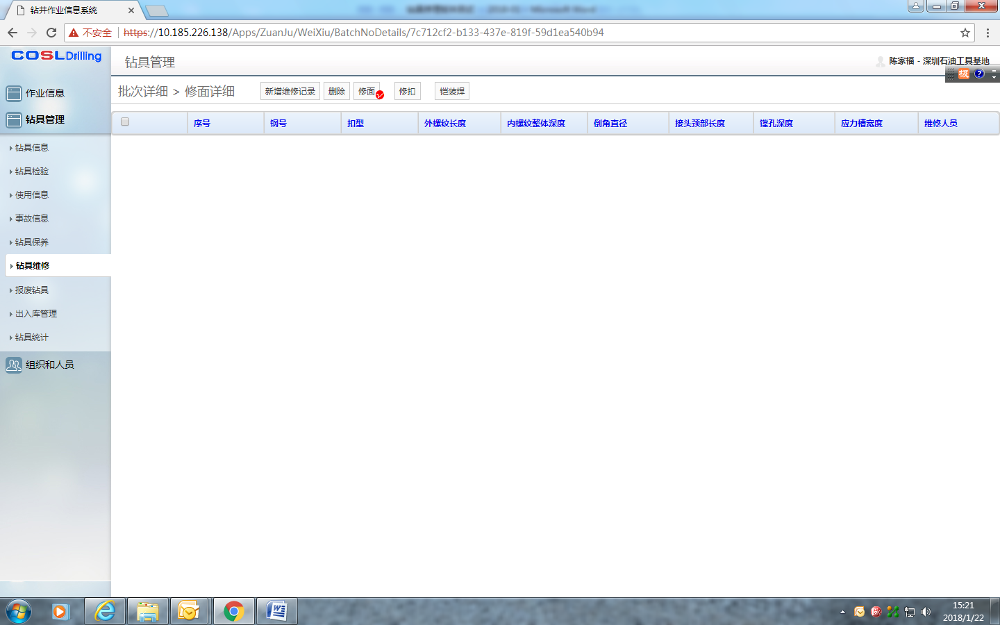 钻井作业信息系统
不安全 https://10.185.226.138/Apps/ZuanJu/WeiXiu/BatchNoDetails/7c712cf2-b133-437e-819f-59d1ea540b94
COSL Drilling
钻具管理
陈家福 - 深圳石油工具基地
极
批次详细 > 修面详细
新增维修记录 删除 修面 修扣 铠装焊
序号 钢号 扣型 外螺纹长度 内螺纹整体深度 倒角直径 接头颈部长度 镗孔深度 应力槽宽度 维修人员
作业信息
钻具管理
钻具信息
钻具检验
使用信息
事故信息
钻具保养
钻具维修
报废钻具
出入库管理
钻具统计
组织和人员
15:21
2018/1/22